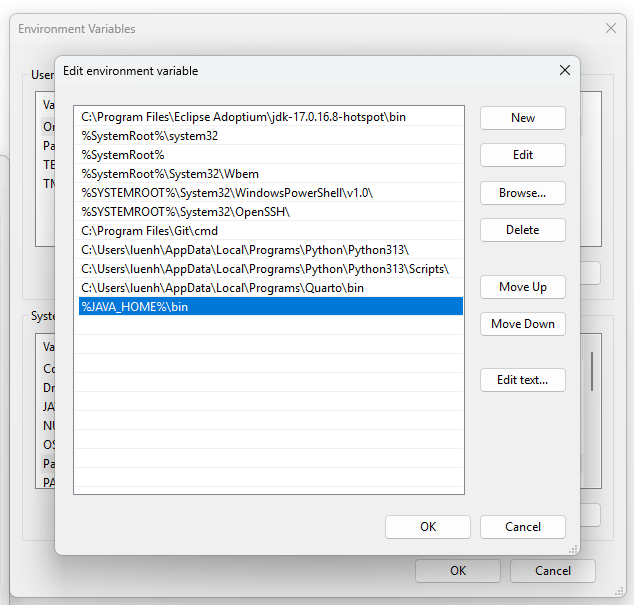 Environment Variables
User
Edit environment variable
C:\Program Files\Eclipse Adoptium\jdk-17.0.16.8-hotspot\bin
%SystemRoot%\system32
%SystemRoot%
%SystemRoot%\System32\Wbem
%SYSTEMROOT%\System32\WindowsPowerShell\v1.0\
%SYSTEMROOT%\System32\OpenSSH\
C:\Program Files\Git\cmd
C:\Users\luenh\AppData\Local\Programs\Python\Python313\
C:\Users\luenh\AppData\Local\Programs\Python\Python313\Scripts\
C:\Users\luenh\AppData\Local\Programs\Quarto\bin
%JAVA_HOME%\bin
New
Edit
Browse...
Delete
Move Up
Move Down
Edit text...
OK
Cancel
Va
On
Pa
TE
TM
Syste
Va
Co
Dr
JA
NU
OS
Pa
PA
OK
Cancel